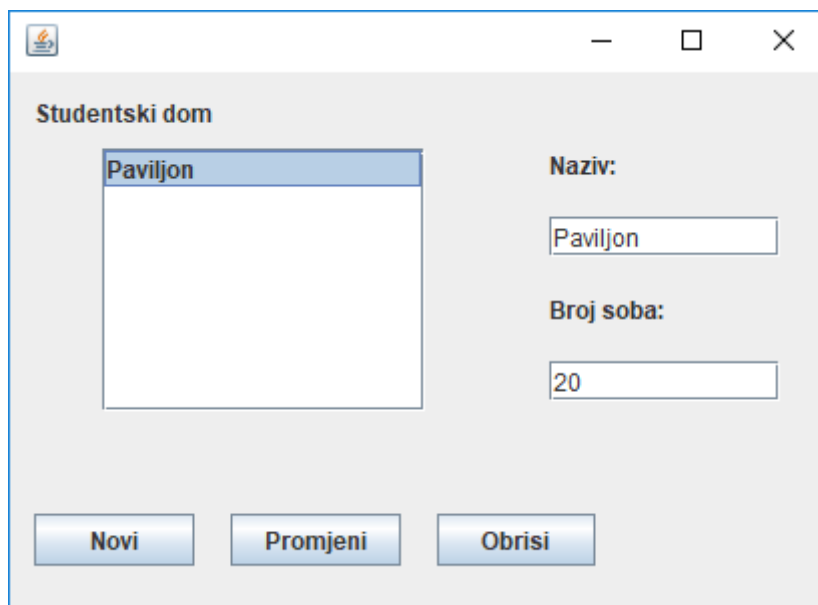 Studentski dom
Paviljon
Naziv:
Paviljon
Broj soba:
20
Novi
Promjeni
Obrisi